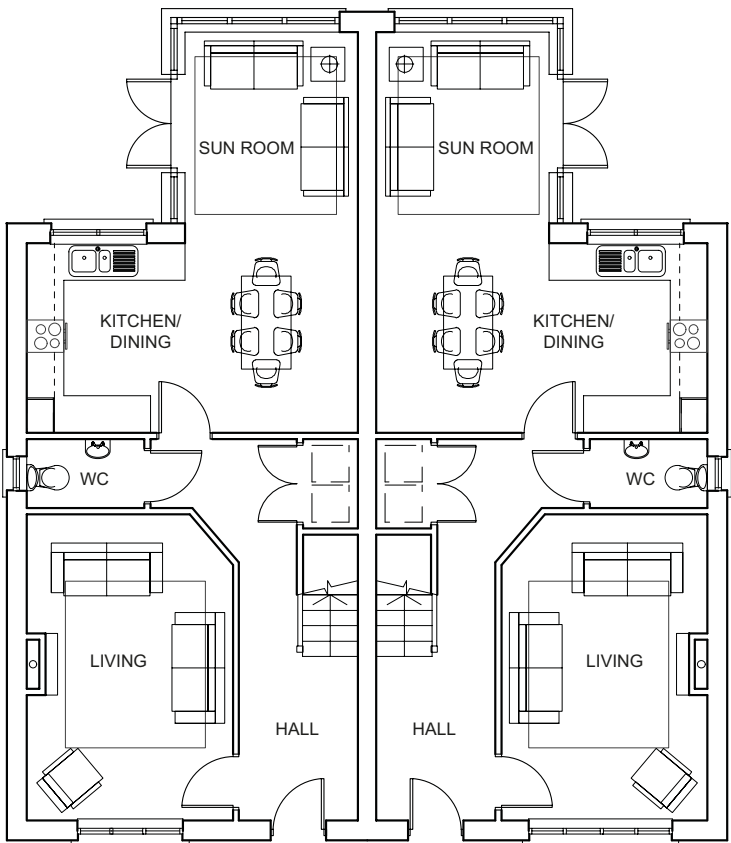 SUN ROOM
SUN ROOM
KITCHEN/
DINING
KITCHEN/
DINING
WC
WC
LIVING
LIVING
HALL
HALL